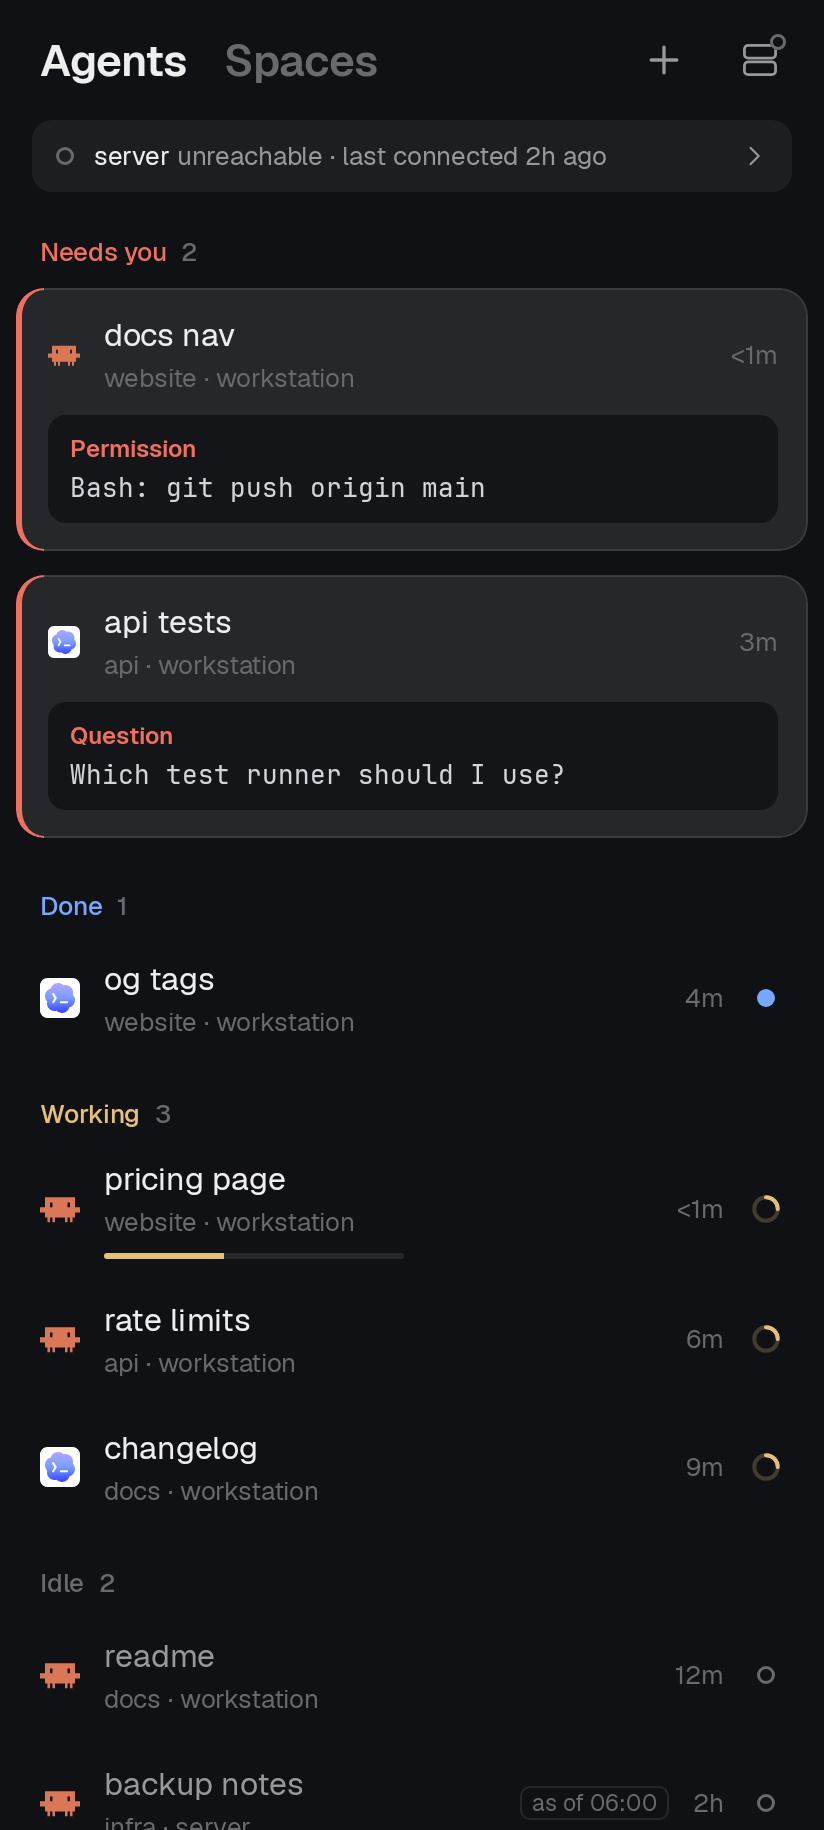 Agents Spaces
server unreachable · last connected 2h ago
Needs you 2
docs nav
website · workstation
<1m
Permission
Bash: git push origin main
api tests
api · workstation
3m
Question
Which test runner should I use?
Done 1
og tags
website · workstation
4m
Working 3
pricing page
website · workstation
<1m
rate limits
api · workstation
6m
changelog
docs · workstation
9m
Idle 2
readme
docs · workstation
12m
backup notes
as of 06:00 2h
infra · server